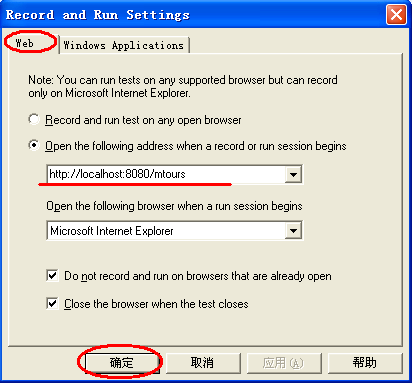 Record and Run Settings
Web
Windows Applications
Note: You can run tests on any supported browser but can record
only on Microsoft Internet Explorer.
Record and run test on any open browser
Open the following address when a record or run session begins
http://localhost:8080/mtours
Open the following browser when a run session begins
Microsoft Internet Explorer
Do not record and run on browsers that are already open
Close the browser when the test closes
确定
取消
应用(A)
帮助